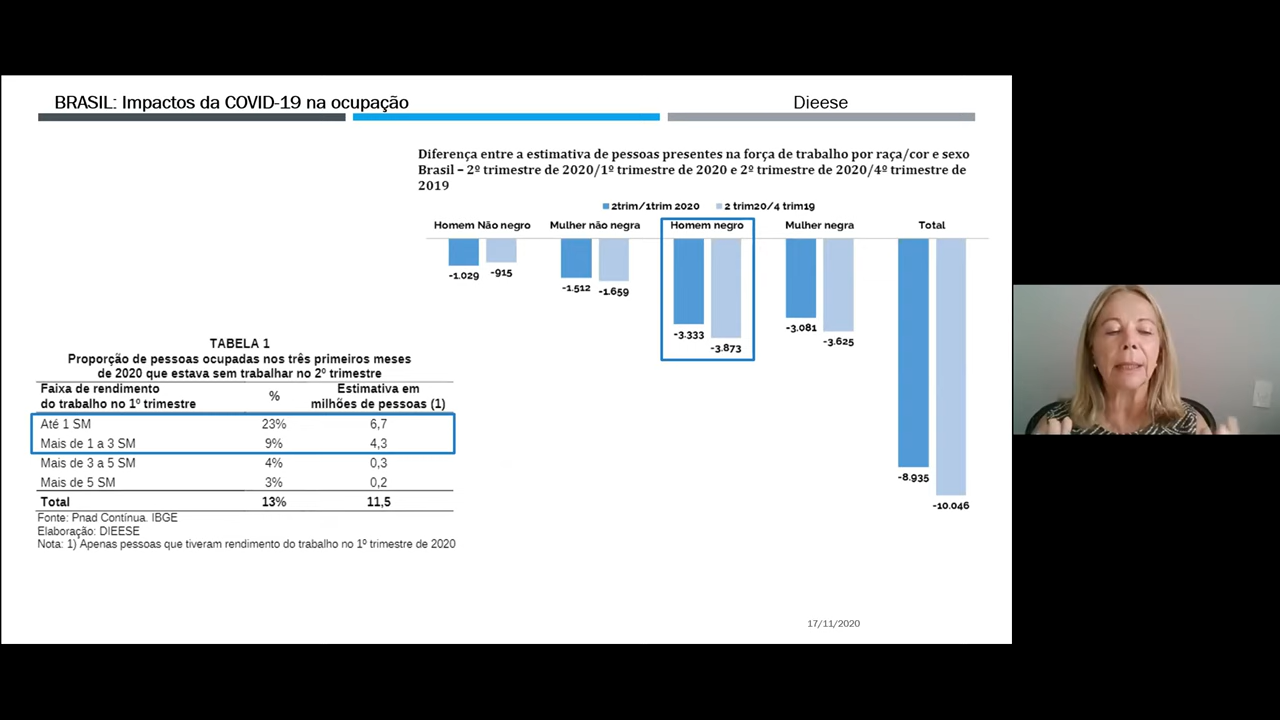 BRASIL: Impactos da COVID-19 na ocupação
Dieese
Diferença entre a estimativa de pessoas presentes na força de trabalho por raça/cor e sexo
Brasil – 2º trimestre de 2020/1º trimestre de 2020 e 2º trimestre de 2020/4º trimestre de
2019
2trim/1trim 2020 2 trim20/4 trim19
Homem Não negro Mulher não negra Homem negro Mulher negra Total
-1.029 -915 -1.512 -1.659 -3.333 -3.873 -3.081 -3.625 -8.935 -10.046
TABELA 1
Proporção de pessoas ocupadas nos três primeiros meses
de 2020 que estava sem trabalhar no 2º trimestre
Faixa de rendimento
do trabalho no 1º trimestre
%
Estimativa em
milhões de pessoas (1)
Até 1 SM 23% 6,7
Mais de 1 a 3 SM 9% 4,3
Mais de 3 a 5 SM 4% 0,3
Mais de 5 SM 3% 0,2
Total 13% 11,5
Fonte: Pnad Contínua. IBGE
Elaboração: DIEESE
Nota: 1) Apenas pessoas que tiveram rendimento do trabalho no 1º trimestre de 2020
17/11/2020